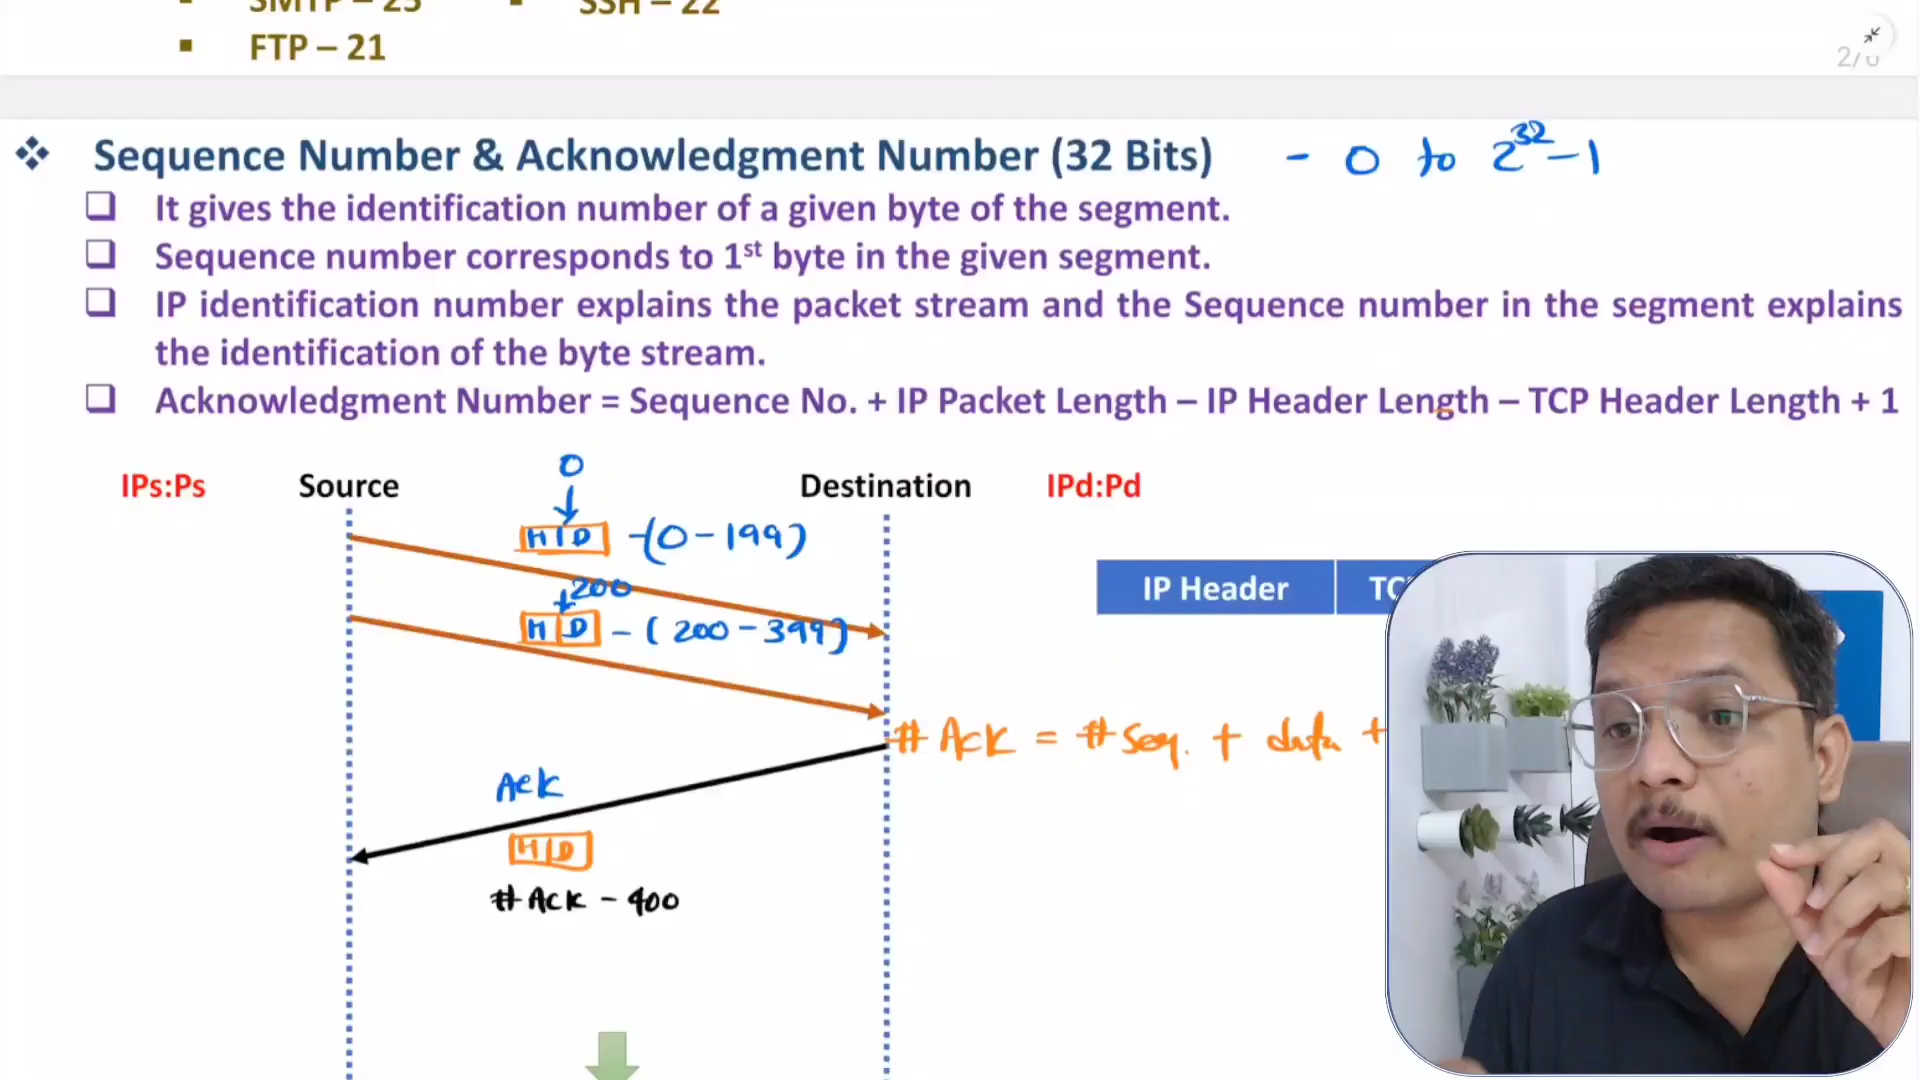 SMTP – 25
SSH – 22
FTP – 21
Sequence Number & Acknowledgment Number (32 Bits) - 0 to 2³²-1
It gives the identification number of a given byte of the segment.
Sequence number corresponds to 1st byte in the given segment.
IP identification number explains the packet stream and the Sequence number in the segment explains
the identification of the byte stream.
Acknowledgment Number = Sequence No. + IP Packet Length – IP Header Length – TCP Header Length + 1
IPs:Ps Source 0 Destination IPd:Pd
H D -(0-199)
IP Header TC
200
H D - (200-399)
#Ack = #Seq. + data +
Ack
H D
#Ack - 400